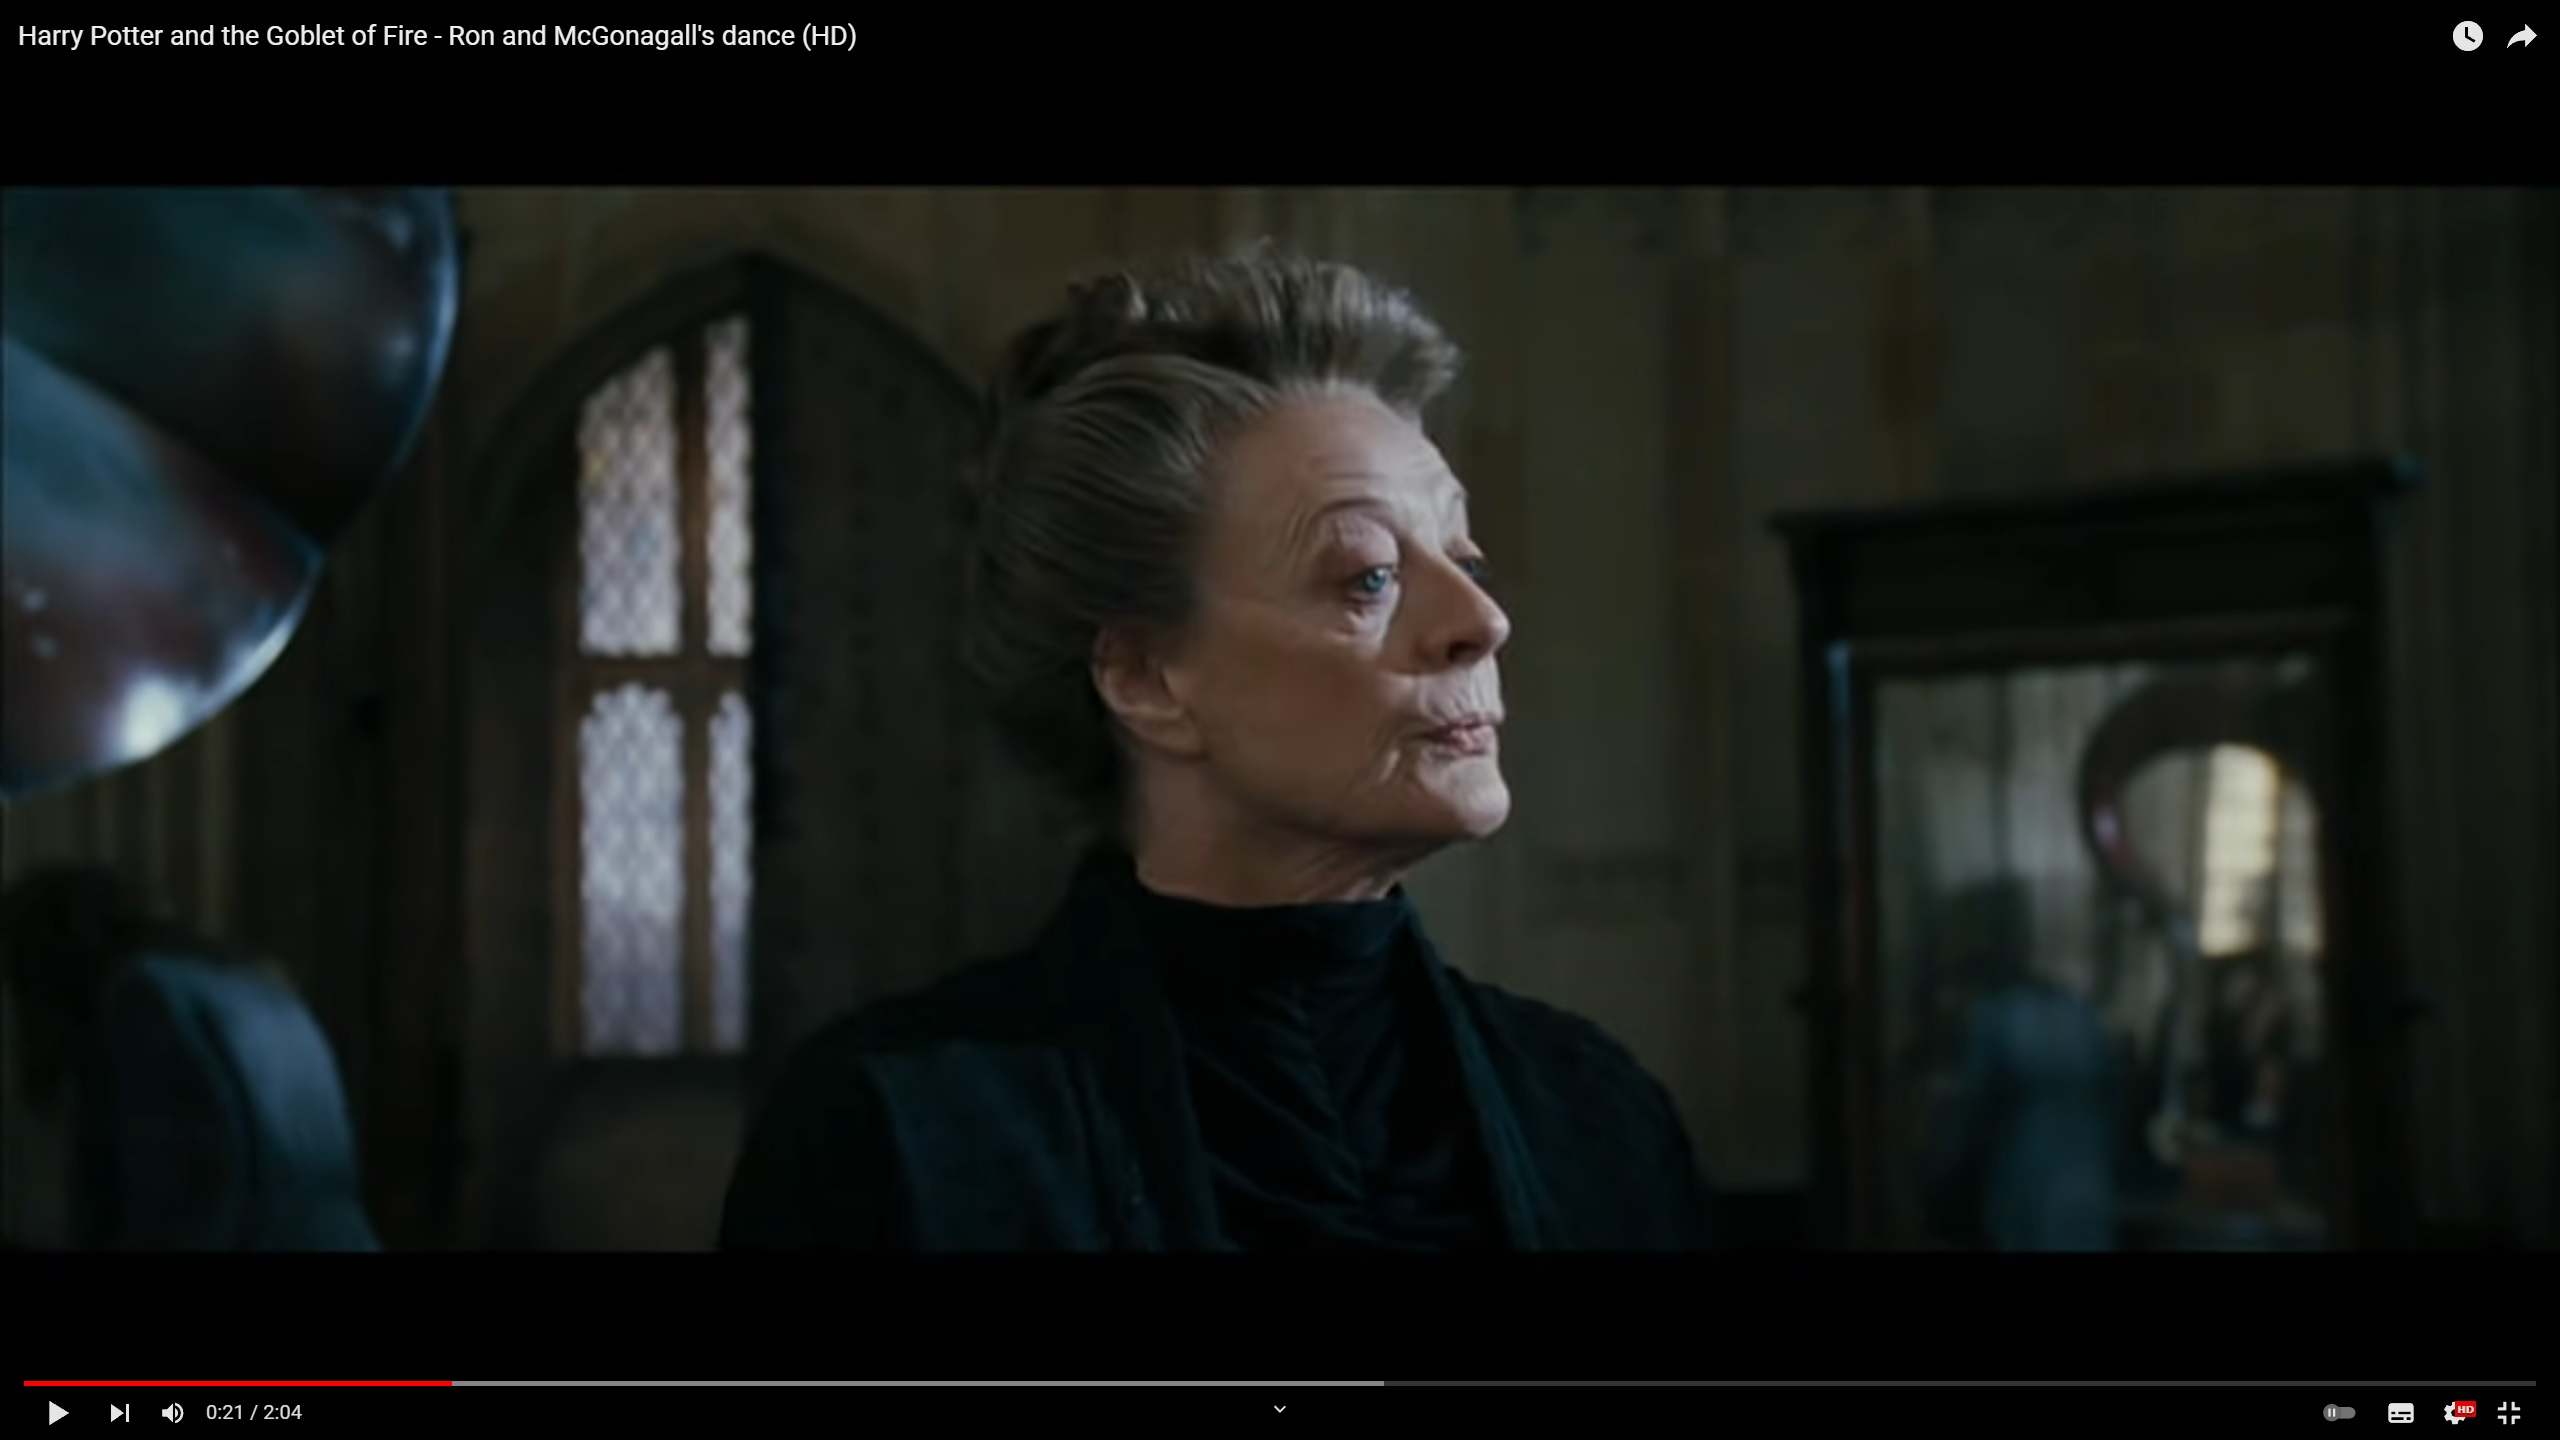 Harry Potter and the Goblet of Fire - Ron and McGonagall's dance (HD)
0:21 / 2:04
HD